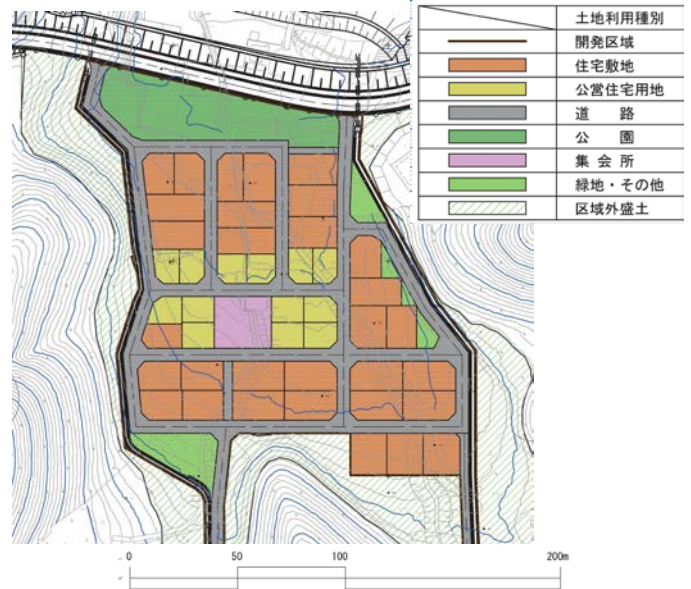 土地利用種別
開発区域
住宅敷地
公営住宅用地
道 路
公 園
集 会 所
緑地・その他
区域外盛土
0 50 100 200m